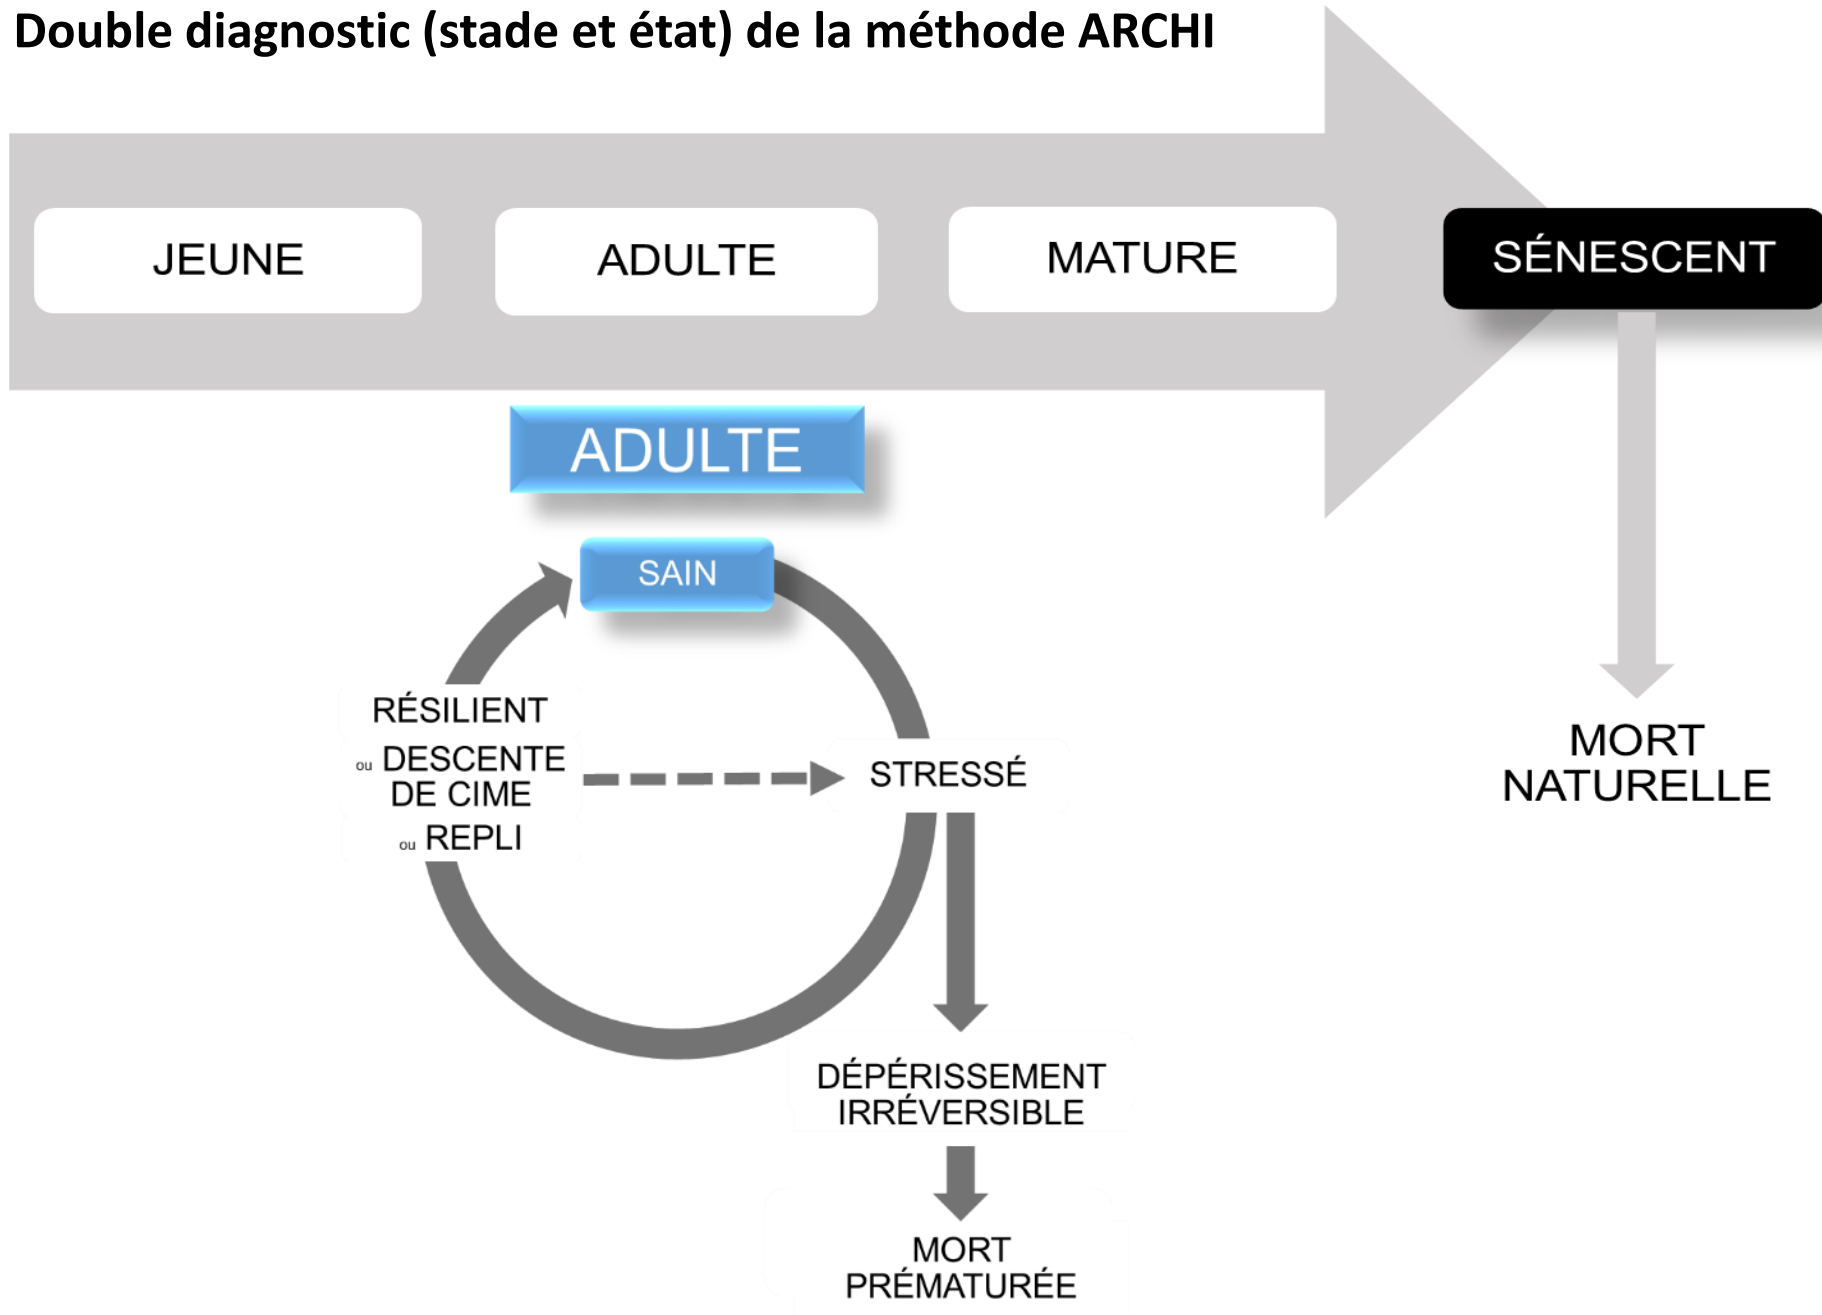 Double diagnostic (stade et état) de la méthode ARCHI
JEUNE
ADULTE
MATURE
SÉNESCENT
ADULTE
SAIN
RÉSILIENT
ou DESCENTE
DE CIME
ou REPLI
STRESSÉ
MORT
NATURELLE
DÉPÉRISSEMENT
IRRÉVERSIBLE
MORT
PRÉMATURÉE